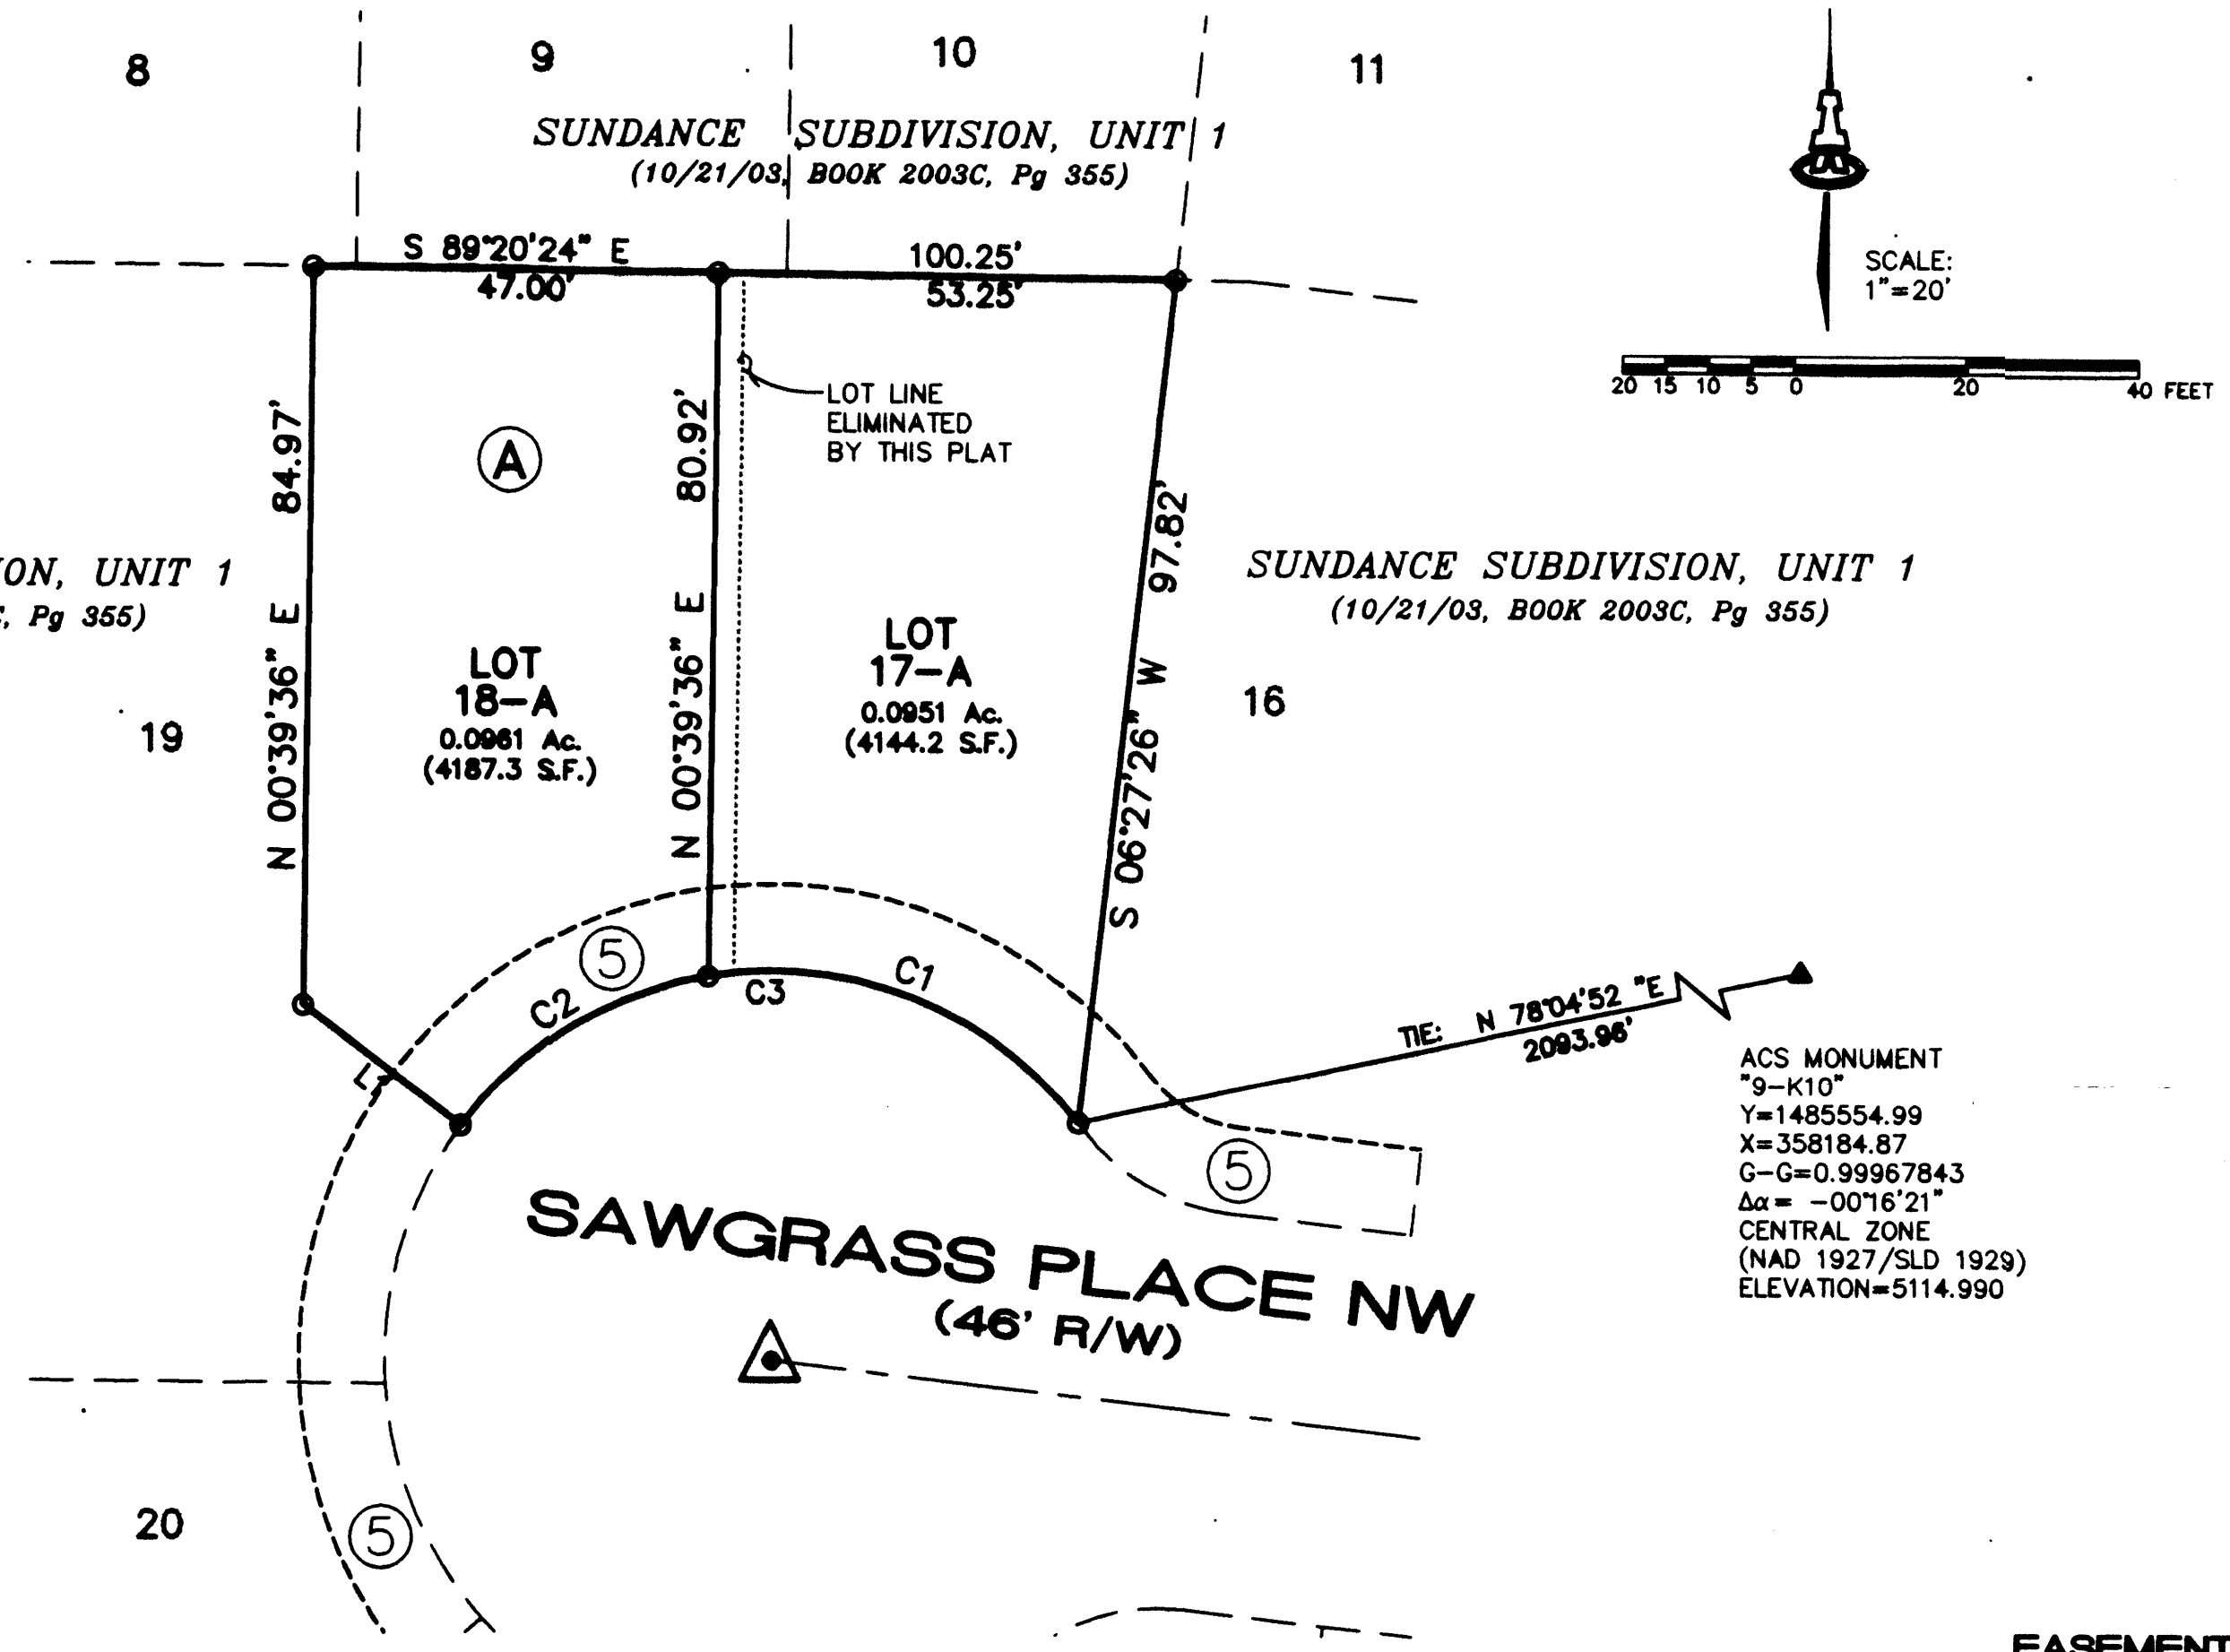 8
9
10
11
SUNDANCE SUBDIVISION, UNIT 1
(10/21/03, BOOK 2003C, Pg 355)
S 89°20'24" E
47.00'
100.25'
53.25'
SCALE:
1"=20'
20 15 10 5 0 20 40 FEET
LOT LINE
ELIMINATED
BY THIS PLAT
A
N 00°39'36" E 84.97'
N 00°39'36" E 80.92'
S 06°27'26" W 97.82'
ON, UNIT 1
, Pg 355)
SUNDANCE SUBDIVISION, UNIT 1
(10/21/03, BOOK 2003C, Pg 355)
LOT
18-A
0.0961 Ac.
(4187.3 S.F.)
LOT
17-A
0.0951 Ac.
(4144.2 S.F.)
19
16
5
C2
C3
C1
TIE: N 78°04'52 "E
2093.96'
ACS MONUMENT
"9-K10"
Y=1485554.99
X=358184.87
G-G=0.99967843
Δα= -00°16'21"
CENTRAL ZONE
(NAD 1927/SLD 1929)
ELEVATION=5114.990
5
SAWGRASS PLACE NW
(46' R/W)
20
5
EASEMENT